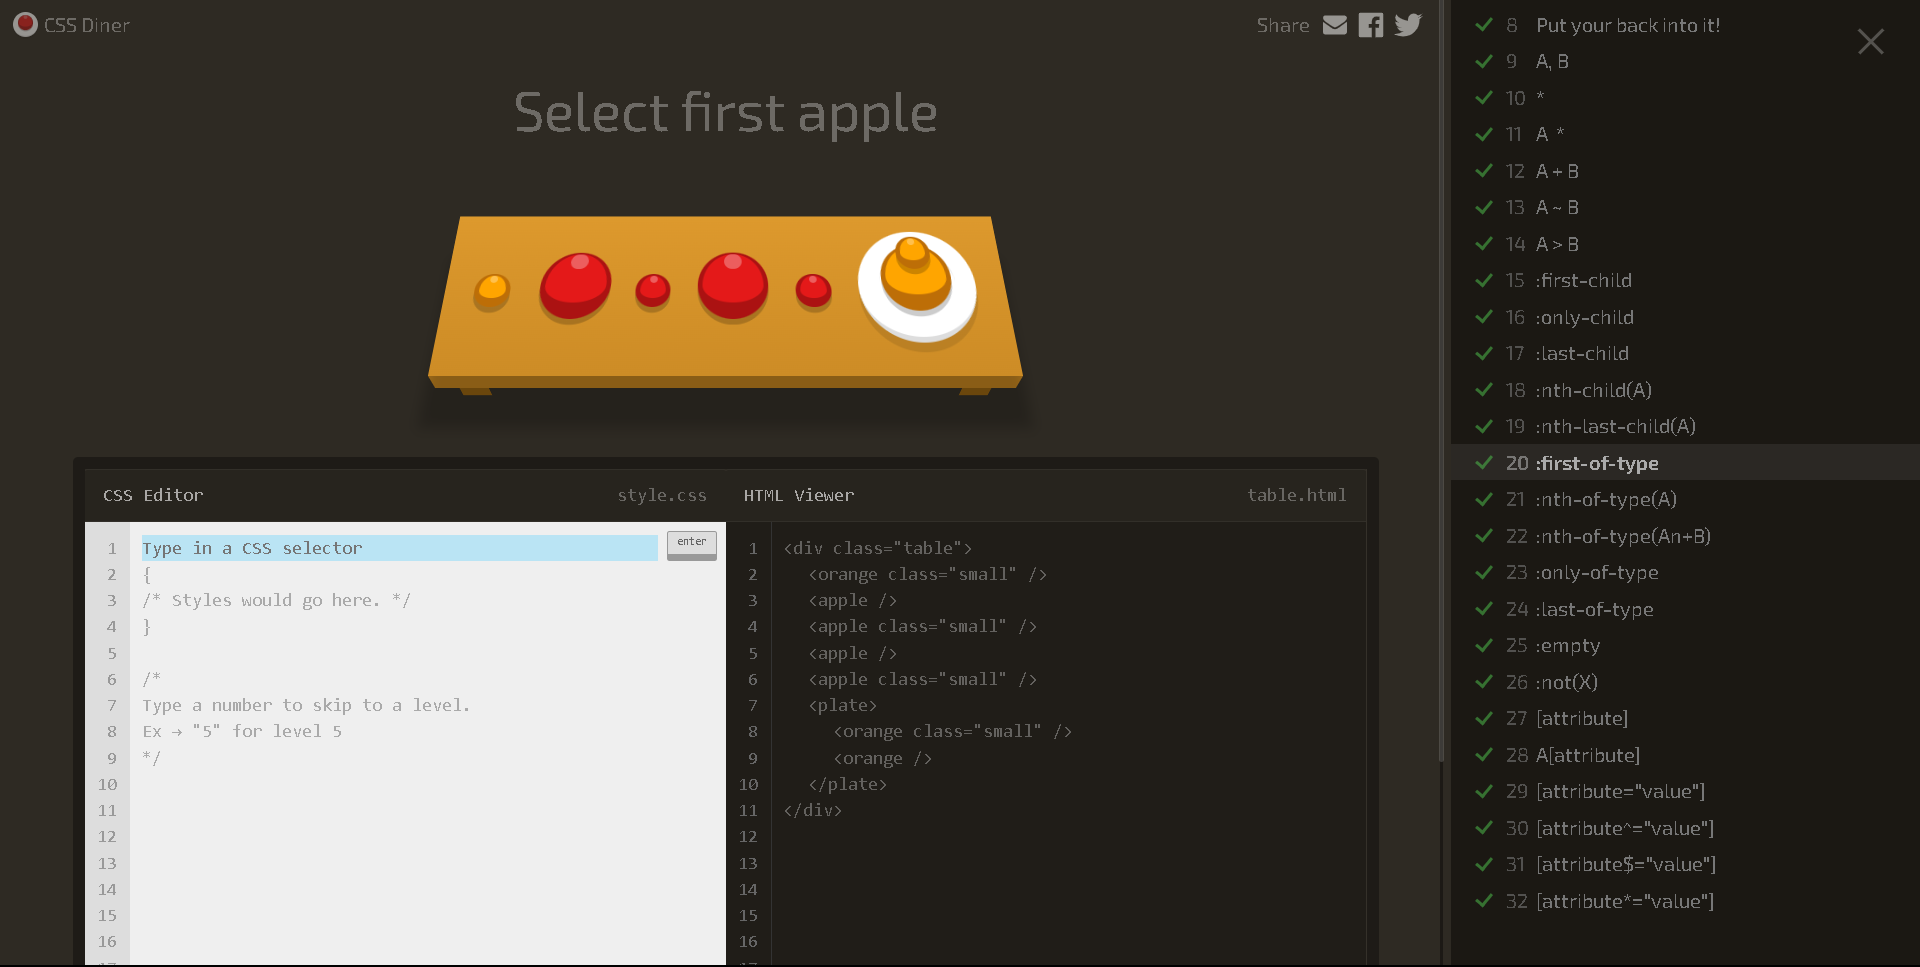 CSS Diner
Share
Select first apple
CSS Editor style.css
1 Type in a CSS selector enter
2 {
3 /* Styles would go here. */
4 }
5
6 /*
7 Type a number to skip to a level.
8 Ex → "5" for level 5
9 */
10
11
12
13
14
15
16
HTML Viewer table.html
1 <div class="table">
2 <orange class="small" />
3 <apple />
4 <apple class="small" />
5 <apple />
6 <apple class="small" />
7 <plate>
8 <orange class="small" />
9 <orange />
10 </plate>
11 </div>
12
13
14
15
16
8 Put your back into it!
9 A, B
10 *
11 A *
12 A + B
13 A ~ B
14 A > B
15 :first-child
16 :only-child
17 :last-child
18 :nth-child(A)
19 :nth-last-child(A)
20 :first-of-type
21 :nth-of-type(A)
22 :nth-of-type(An+B)
23 :only-of-type
24 :last-of-type
25 :empty
26 :not(X)
27 [attribute]
28 A[attribute]
29 [attribute="value"]
30 [attribute^="value"]
31 [attribute$="value"]
32 [attribute*="value"]